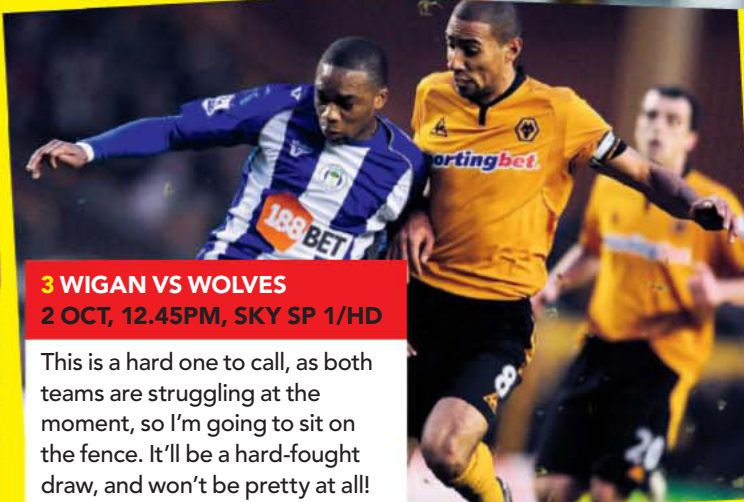 188
BET
ortingbet
8
20
3 WIGAN VS WOLVES
2 OCT, 12.45PM, SKY SP 1/HD
This is a hard one to call, as both
teams are struggling at the
moment, so I'm going to sit on
the fence. It'll be a hard-fought
draw, and won't be pretty at all!